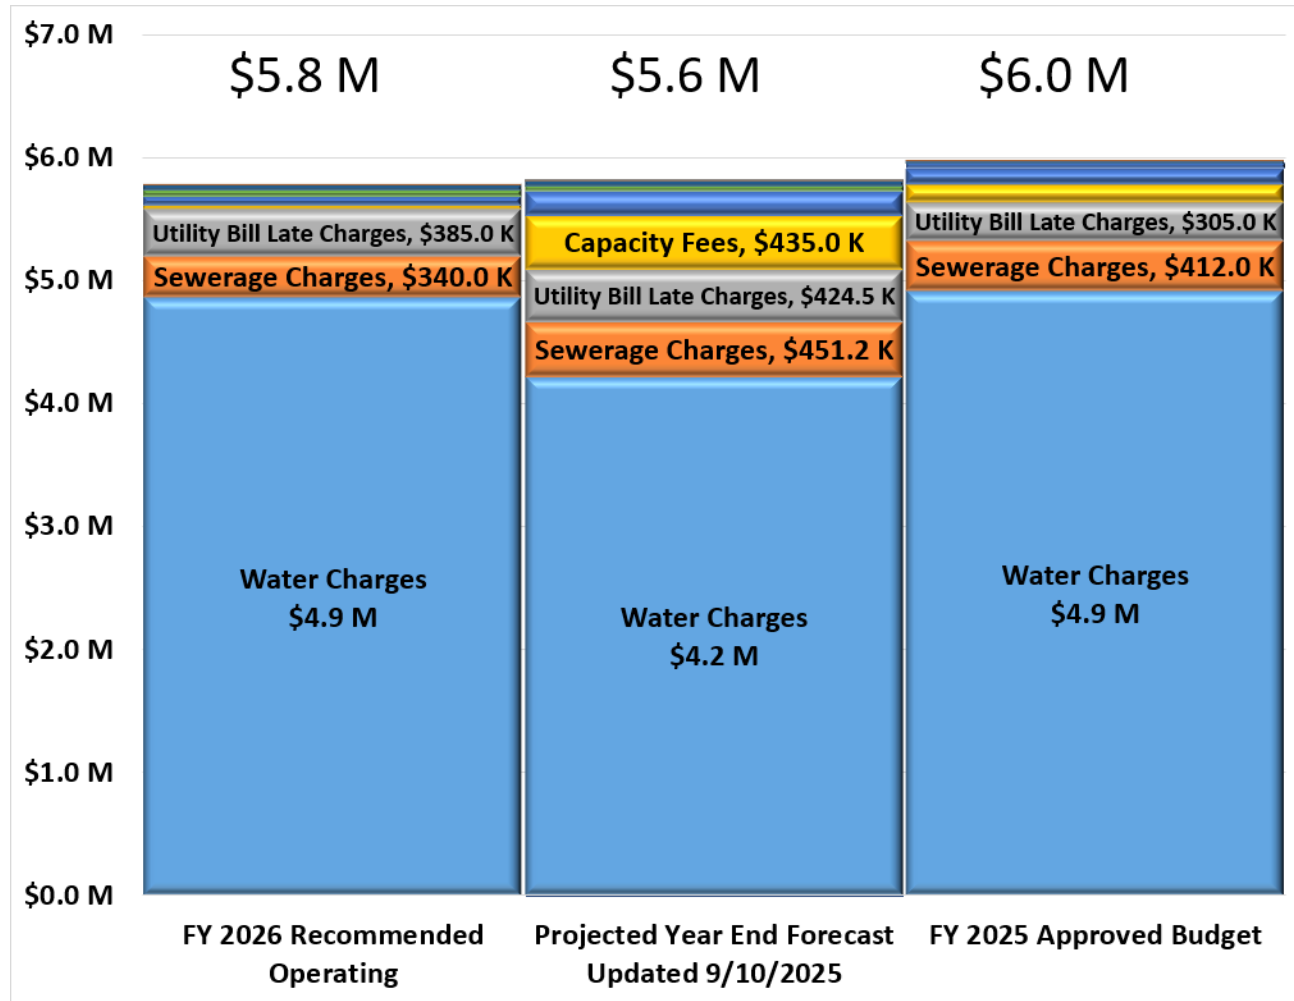 $7.0 M
$5.8 M
$5.6 M
$6.0 M
$6.0 M
$5.0 M
$4.0 M
$3.0 M
$2.0 M
$1.0 M
$0.0 M
Utility Bill Late Charges, $385.0 K
Sewerage Charges, $340.0 K
Water Charges
$4.9 M
Capacity Fees, $435.0 K
Utility Bill Late Charges, $424.5 K
Sewerage Charges, $451.2 K
Water Charges
$4.2 M
Utility Bill Late Charges, $305.0 K
Sewerage Charges, $412.0 K
Water Charges
$4.9 M
FY 2026 Recommended
Operating
Projected Year End Forecast
Updated 9/10/2025
FY 2025 Approved Budget